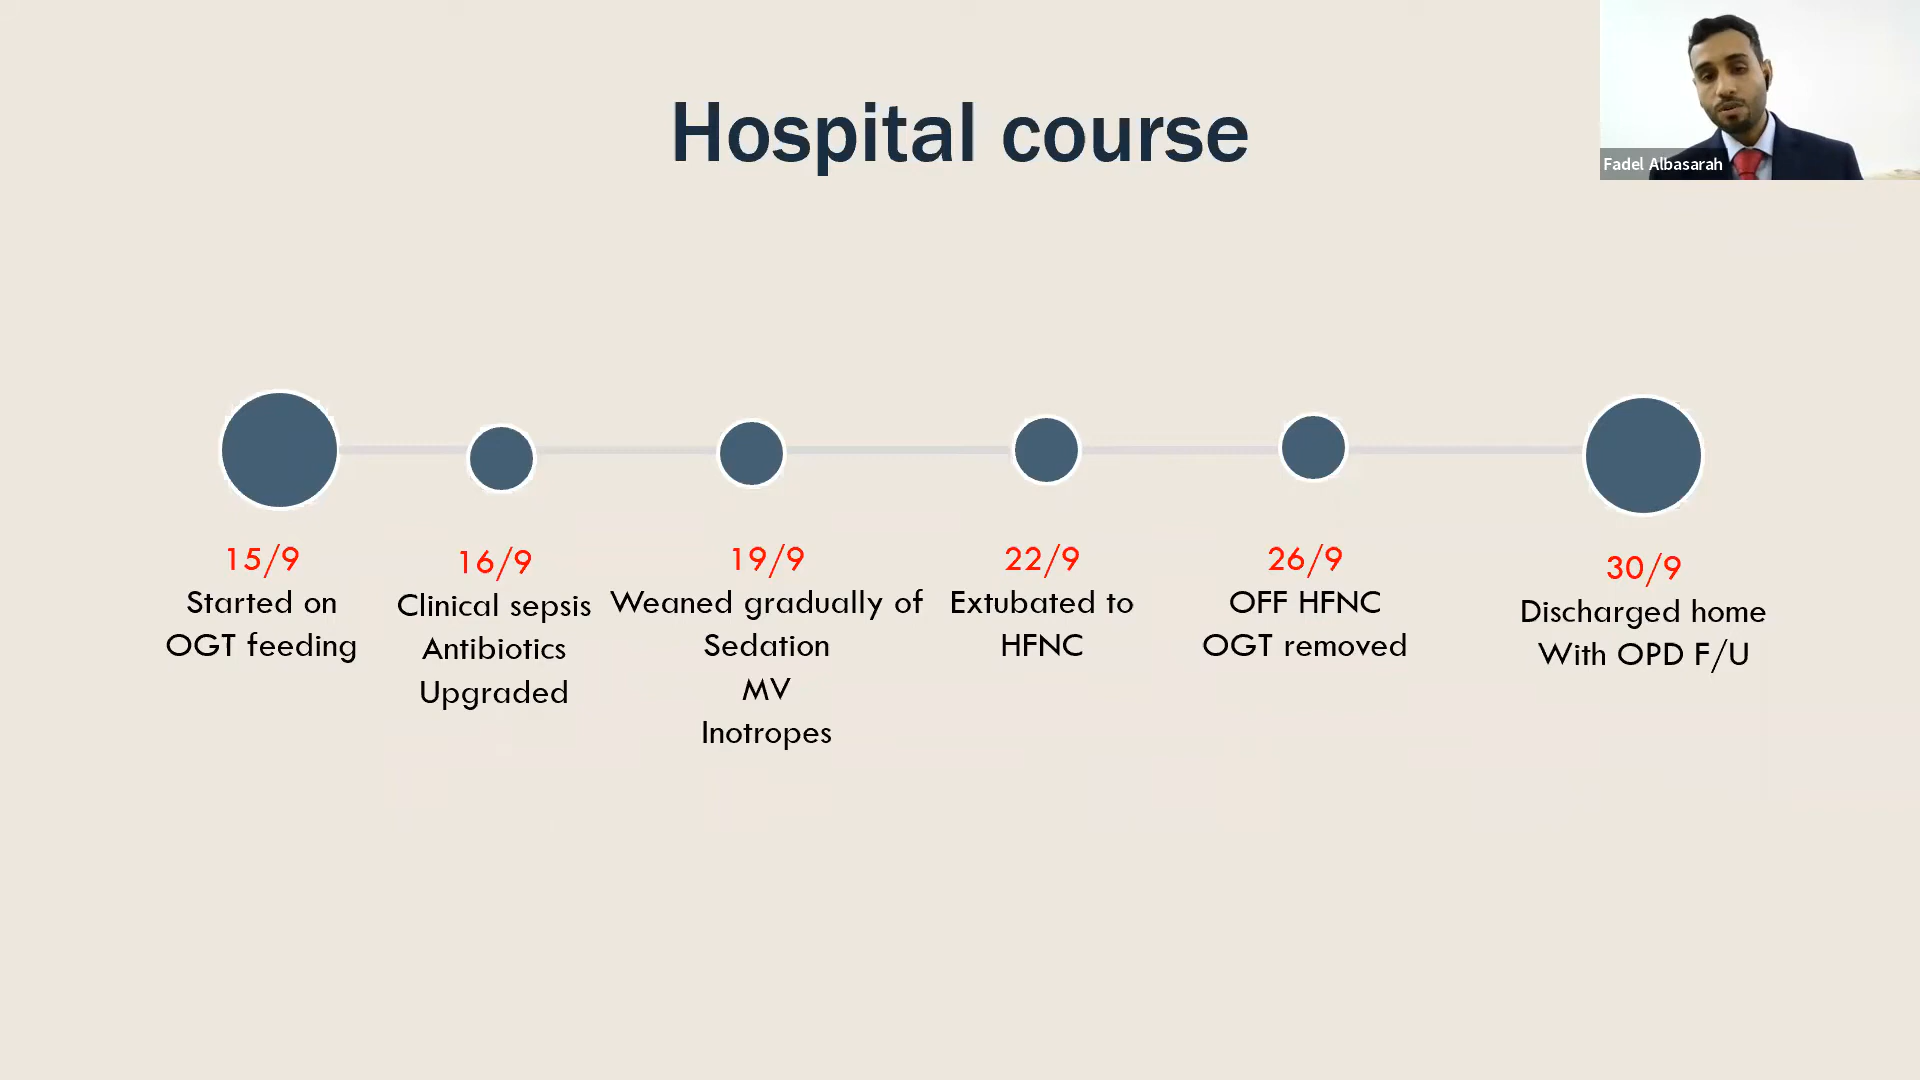 Hospital course
Fadel Albasarah
15/9
Started on
OGT feeding
16/9
Clinical sepsis
Antibiotics
Upgraded
19/9
Weaned gradually of
Sedation
MV
Inotropes
22/9
Extubated to
HFNC
26/9
OFF HFNC
OGT removed
30/9
Discharged home
With OPD F/U